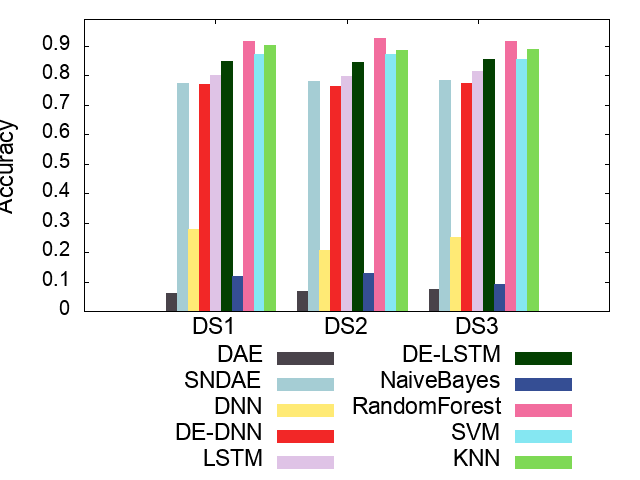 Accuracy
0.9
0.8
0.7
0.6
0.5
0.4
0.3
0.2
0.1
0
DS1 DS2 DS3
DAE DE-LSTM
SNDAE NaiveBayes
DNN RandomForest
DE-DNN SVM
LSTM KNN